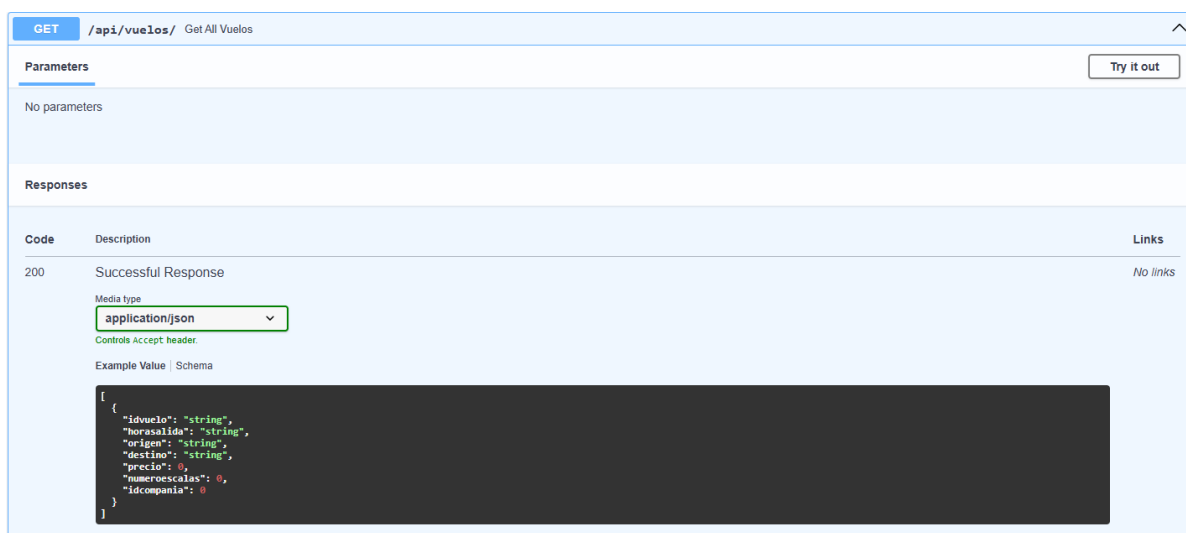 GET /api/vuelos/ Get All Vuelos
Parameters
Try it out
No parameters
Responses
Code Description Links
200 Successful Response No links
Media type
application/json
Controls Accept header.
Example Value Schema
[
{
"idvuelo": "string",
"horasalida": "string",
"origen": "string",
"destino": "string",
"precio": 0,
"numeroescalas": 0,
"idcompania": 0
}
]